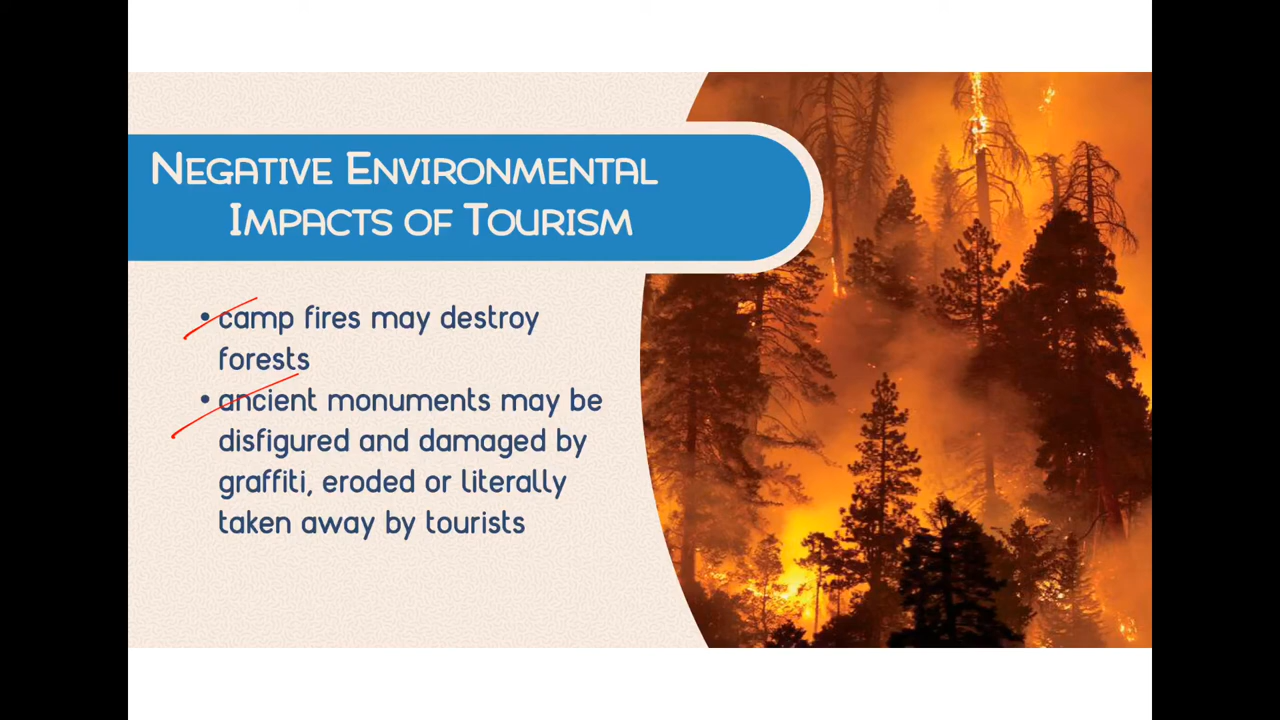 Negative Environmental
Impacts of Tourism
• camp fires may destroy
forests
• ancient monuments may be
disfigured and damaged by
graffiti, eroded or literally
taken away by tourists